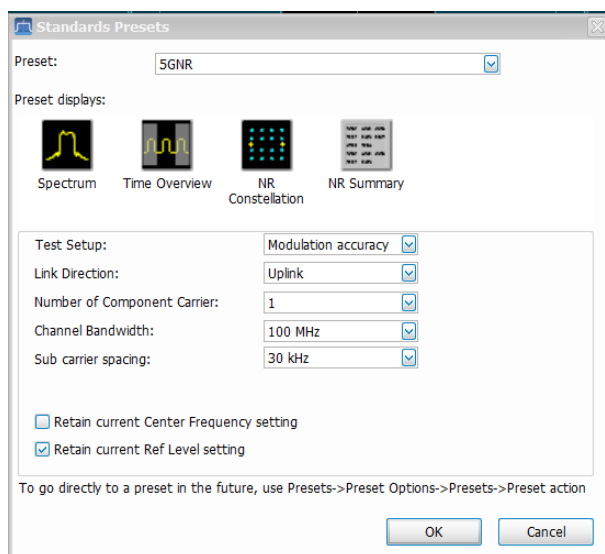 Standards Presets
Preset: 5GNR
Preset displays:
Spectrum Time Overview NR Constellation NR Summary
Test Setup: Modulation accuracy
Link Direction: Uplink
Number of Component Carrier: 1
Channel Bandwidth: 100 MHz
Sub carrier spacing: 30 kHz
Retain current Center Frequency setting
Retain current Ref Level setting
To go directly to a preset in the future, use Presets->Preset Options->Presets->Preset action
OK Cancel